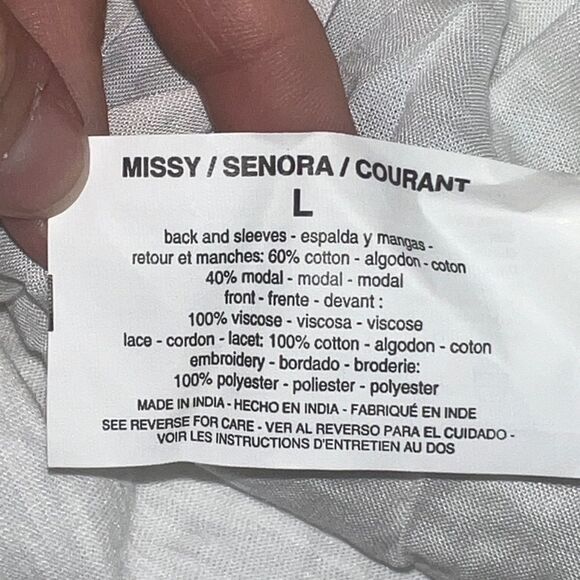 MISSY / SENORA / COURANT
L
back and sleeves - espalda y mangas -
retour et manches: 60% cotton - algodon - coton
40% modal - modal - modal
front - frente - devant :
100% viscose - viscosa - viscose
lace - cordon - lacet: 100% cotton - algodon - coton
embroidery - bordado - broderie:
100% polyester - poliester - polyester
MADE IN INDIA - HECHO EN INDIA - FABRIQUÉ EN INDE
SEE REVERSE FOR CARE - VER AL REVERSO PARA EL CUIDADO -
VOIR LES INSTRUCTIONS D'ENTRETIEN AU DOS